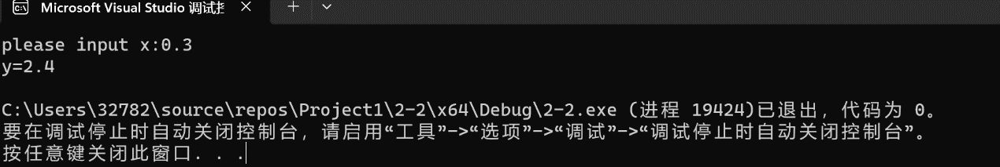 Microsoft Visual Studio 调试控
please input x:0.3
y=2.4
C:\Users\32782\source\repos\Project1\2-2\x64\Debug\2-2.exe (进程 19424)已退出，代码为 0。
要在调试停止时自动关闭控制台，请启用“工具”->“选项”->“调试”->“调试停止时自动关闭控制台”。
按任意键关闭此窗口. . .